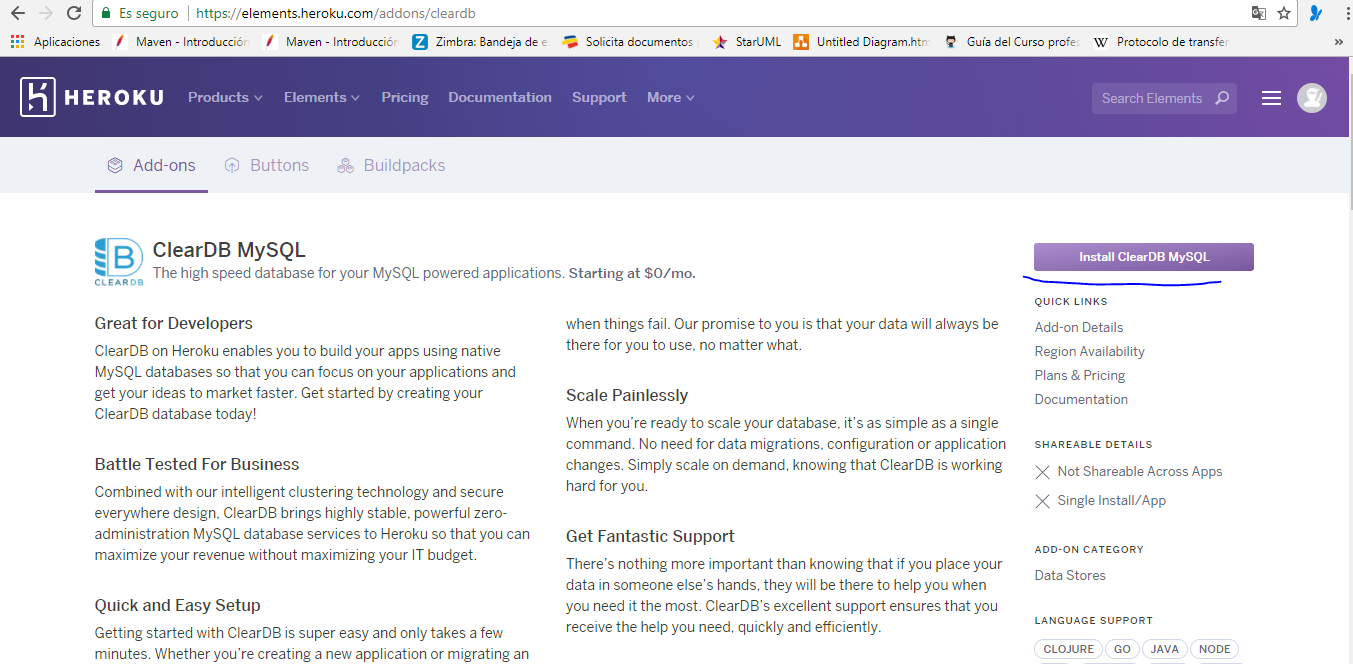 Es seguro https://elements.heroku.com/addons/cleardb
Aplicaciones Maven - Introducción Maven - Introducción Zimbra: Bandeja de e Solicita documentos StarUML Untitled Diagram.htm Guía del Curso profes Protocolo de transfer »
HEROKU Products Elements Pricing Documentation Support More Search Elements
Add-ons Buttons Buildpacks
ClearDB MySQL
The high speed database for your MySQL powered applications. Starting at $0/mo.
B
CLEARDB
Great for Developers
ClearDB on Heroku enables you to build your apps using native
MySQL databases so that you can focus on your applications and
get your ideas to market faster. Get started by creating your
ClearDB database today!
Battle Tested For Business
Combined with our intelligent clustering technology and secure
everywhere design, ClearDB brings highly stable, powerful zero-
administration MySQL database services to Heroku so that you can
maximize your revenue without maximizing your IT budget.
Quick and Easy Setup
Getting started with ClearDB is super easy and only takes a few
minutes. Whether you're creating a new application or migrating an
when things fail. Our promise to you is that your data will always be
there for you to use, no matter what.
Scale Painlessly
When you're ready to scale your database, it's as simple as a single
command. No need for data migrations, configuration or application
changes. Simply scale on demand, knowing that ClearDB is working
hard for you.
Get Fantastic Support
There's nothing more important than knowing that if you place your
data in someone else's hands, they will be there to help you when
you need it the most. ClearDB's excellent support ensures that you
receive the help you need, quickly and efficiently.
Install ClearDB MySQL
QUICK LINKS
Add-on Details
Region Availability
Plans & Pricing
Documentation
SHAREABLE DETAILS
Not Shareable Across Apps
Single Install/App
ADD-ON CATEGORY
Data Stores
LANGUAGE SUPPORT
CLOJURE GO JAVA NODE